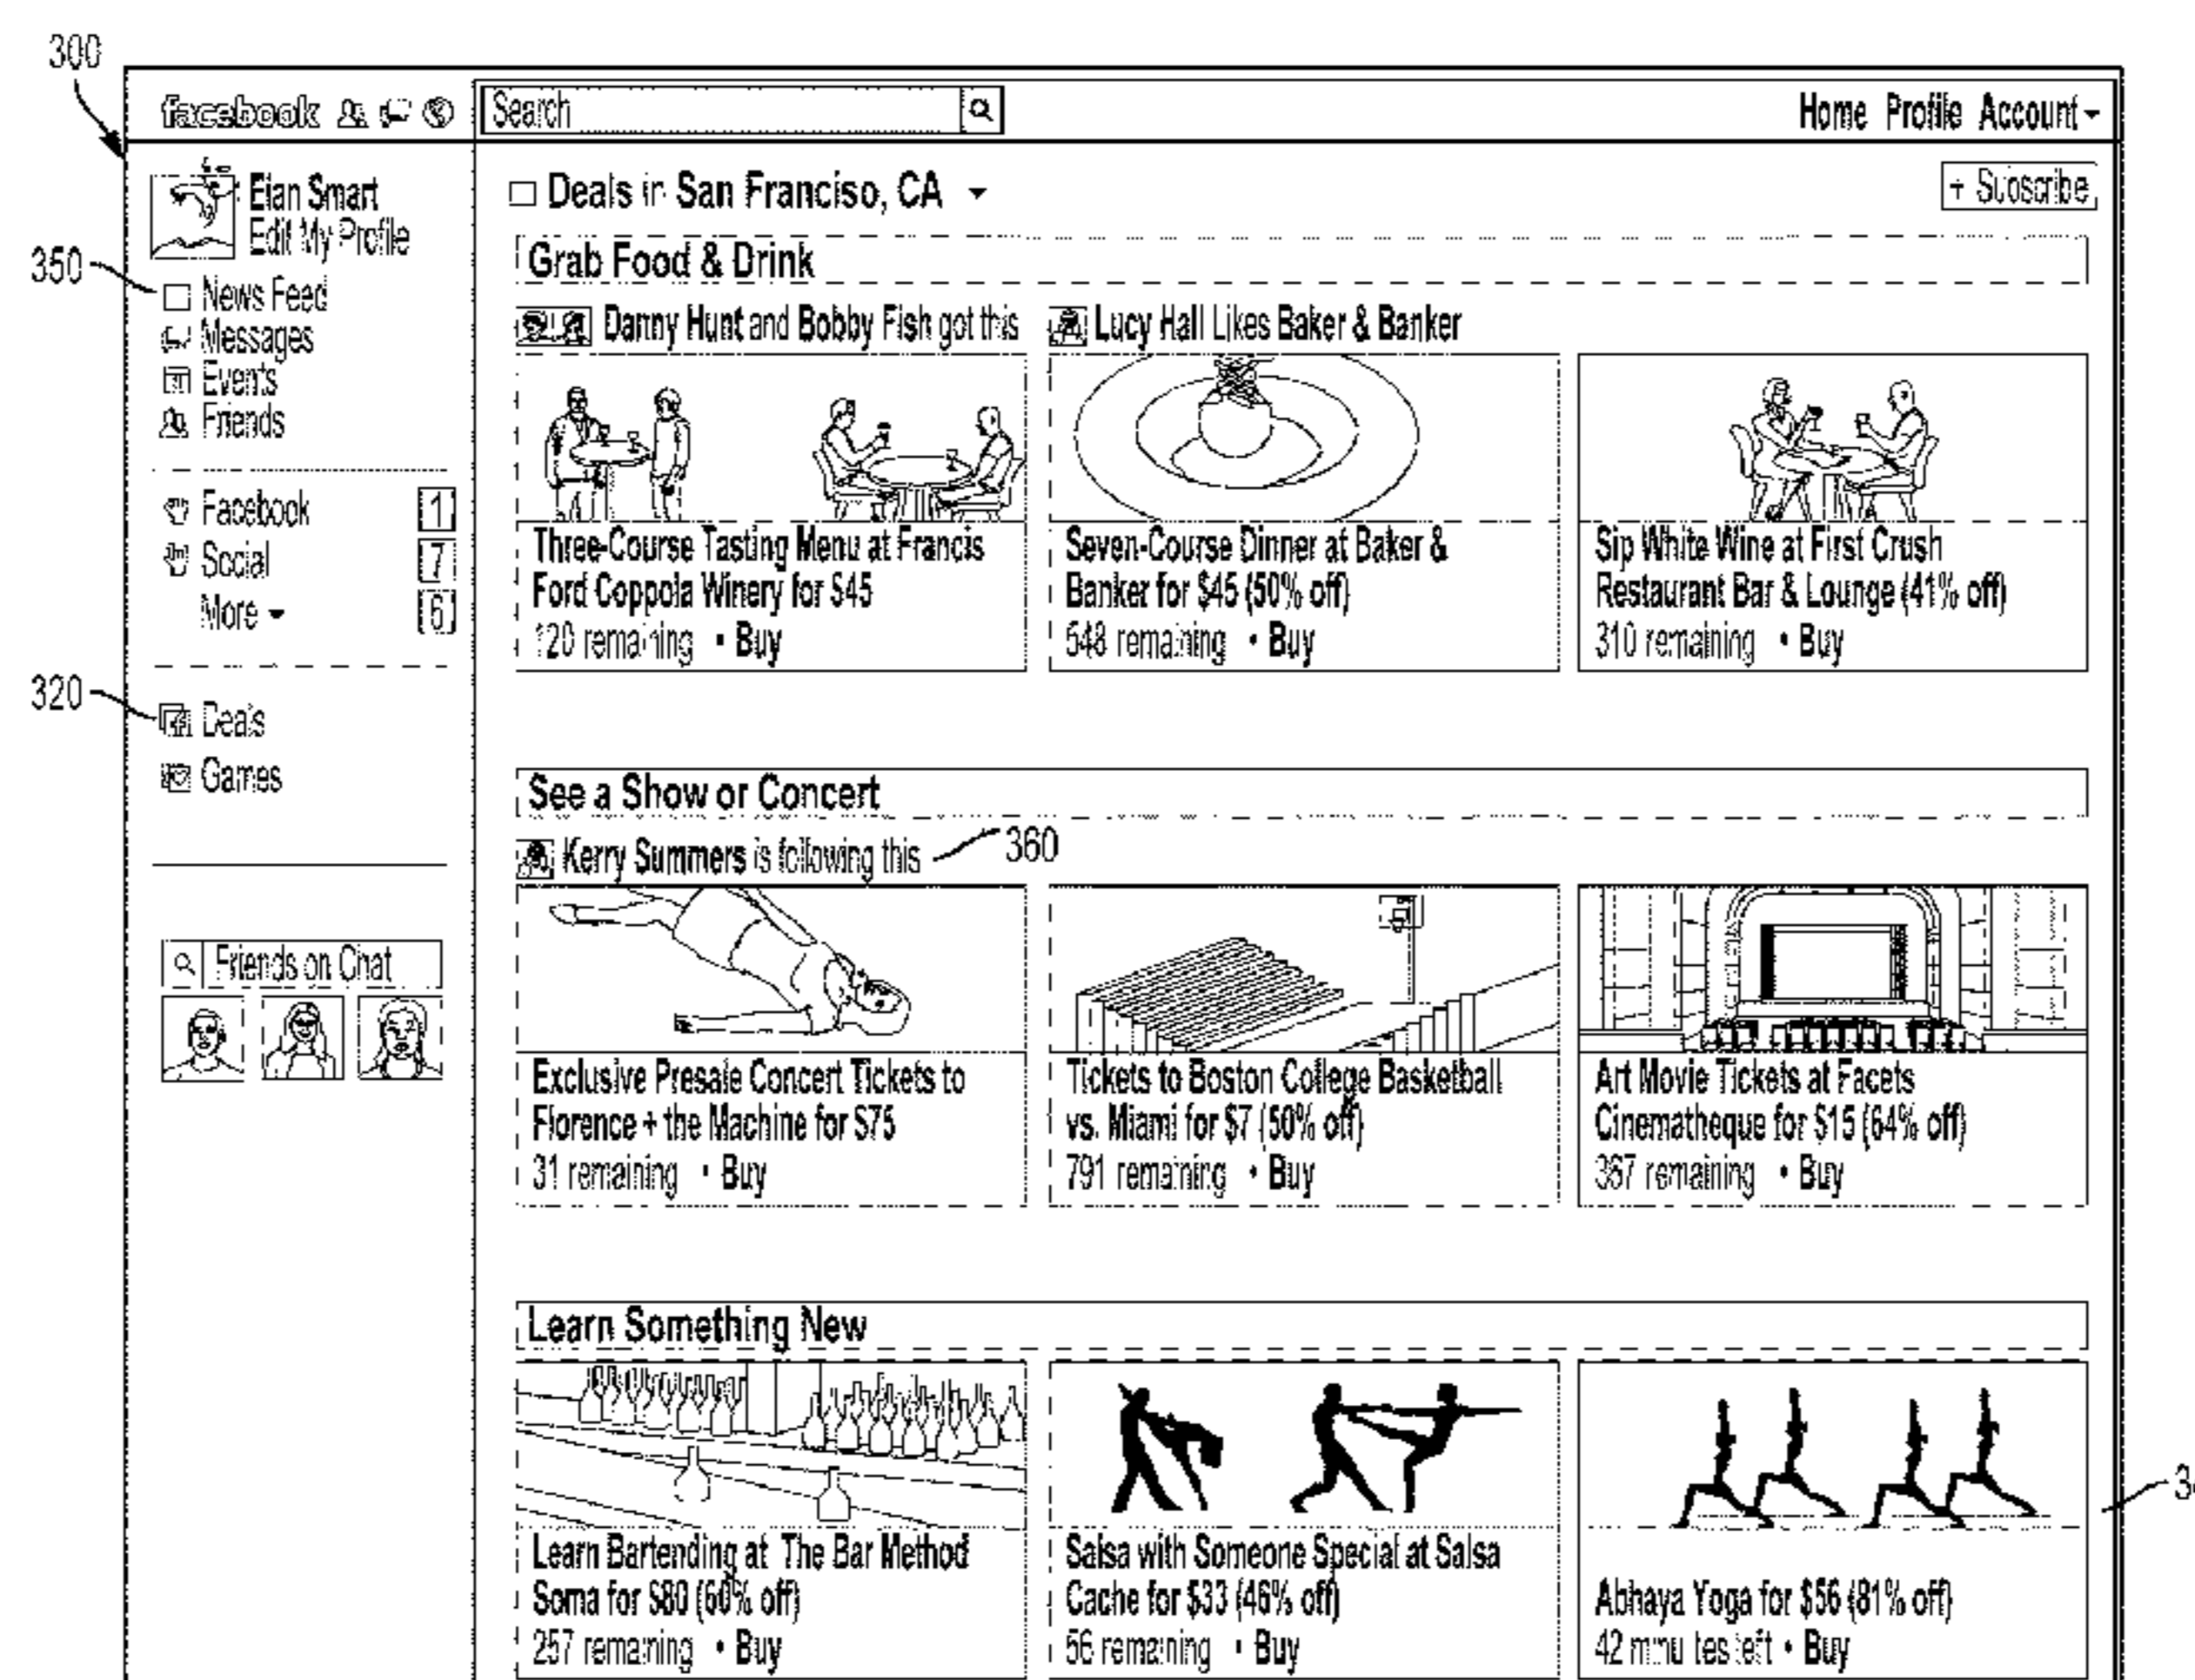 300
facebook
Search
Home Profile Account
Eian Smart
Edit My Profile
350
News Feed
Messages
Events
Friends
Facebook 1
Social 7
More 6
320
Deals
Games
Friends on Chat
Deals in San Franciso, CA
+ Subscribe
Grab Food & Drink
Danny Hunt and Bobby Fish got this
Lucy Hall Likes Baker & Banker
Three-Course Tasting Menu at Francis
Ford Coppola Winery for $45
120 remaining • Buy
Seven-Course Dinner at Baker &
Banker for $45 (50% off)
548 remaining • Buy
Sip White Wine at First Crush
Restaurant Bar & Lounge (41% off)
310 remaining • Buy
See a Show or Concert
Kerry Summers is following this
360
Exclusive Presale Concert Tickets to
Florence + the Machine for $75
31 remaining • Buy
Tickets to Boston College Basketball
vs. Miami for $7 (50% off)
791 remaining • Buy
Art Movie Tickets at Facets
Cinematheque for $15 (64% off)
367 remaining • Buy
Learn Something New
Learn Bartending at The Bar Method
Soma for $80 (60% off)
257 remaining • Buy
Salsa with Someone Special at Salsa
Cache for $33 (46% off)
56 remaining • Buy
Abhaya Yoga for $56 (81% off)
42 minutes left • Buy